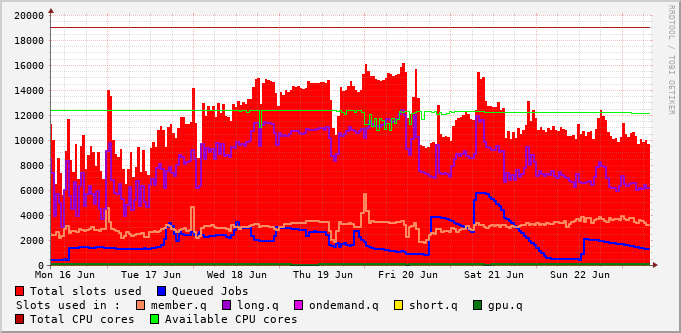 20000
18000
16000
14000
12000
10000
8000
6000
4000
2000
0
Mon 16 Jun Tue 17 Jun Wed 18 Jun Thu 19 Jun Fri 20 Jun Sat 21 Jun Sun 22 Jun
Total slots used Queued Jobs
Slots used in : member.q long.q ondemand.q short.q gpu.q
Total CPU cores Available CPU cores
RRDTOOL / TOBI OETIKER